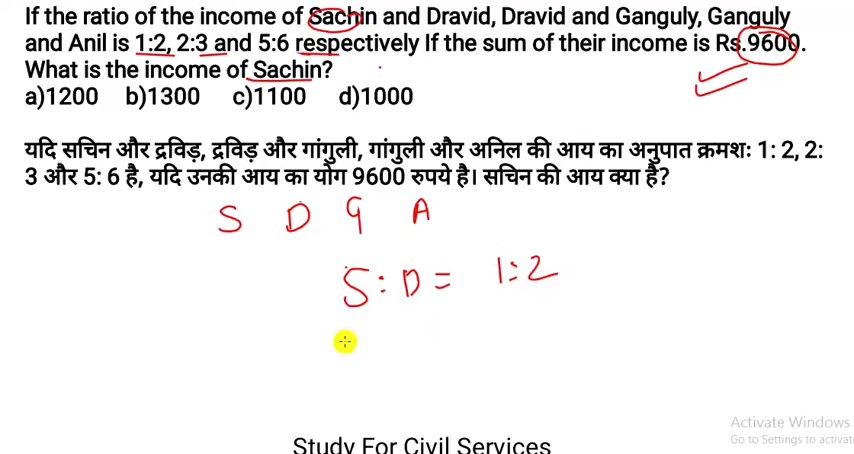 If the ratio of the income of Sachin and Dravid, Dravid and Ganguly, Ganguly
and Anil is 1:2, 2:3 and 5:6 respectively If the sum of their income is Rs.9600.
What is the income of Sachin?
a)1200 b)1300 c)1100 d)1000
यदि सचिन और द्रविड़, द्रविड़ और गांगुली, गांगुली और अनिल की आय का अनुपात क्रमशः 1: 2, 2:
3 और 5: 6 है, यदि उनकी आय का योग 9600 रुपये है। सचिन की आय क्या है?
S D G A
S : D = 1 : 2
Study For Civil Services
Activate Windows
Go to Settings to activate